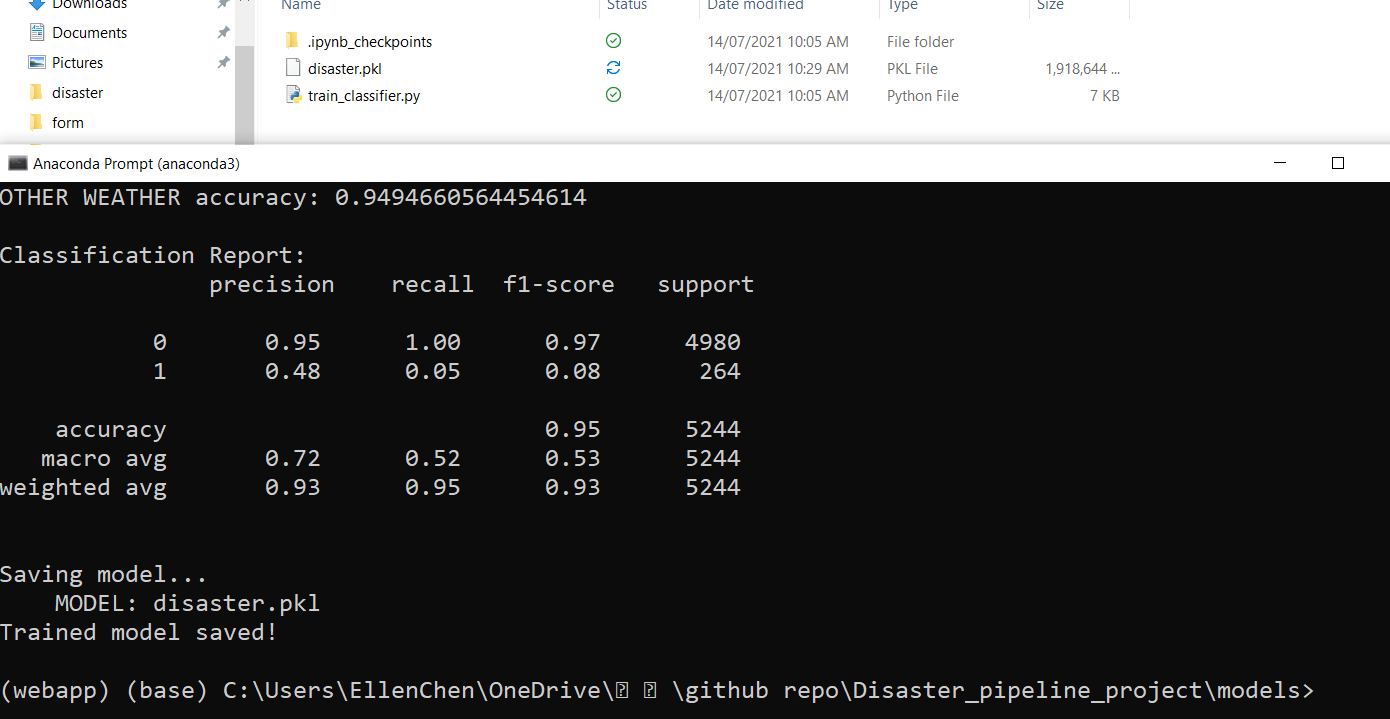 Downloads
Name Status Date modified Type Size
Documents
.ipynb_checkpoints 14/07/2021 10:05 AM File folder
Pictures
disaster.pkl 14/07/2021 10:29 AM PKL File 1,918,644 ...
disaster
train_classifier.py 14/07/2021 10:05 AM Python File 7 KB
form
Anaconda Prompt (anaconda3)
OTHER WEATHER accuracy: 0.9494660564454614
Classification Report:
precision recall f1-score support
0 0.95 1.00 0.97 4980
1 0.48 0.05 0.08 264
accuracy 0.95 5244
macro avg 0.72 0.52 0.53 5244
weighted avg 0.93 0.95 0.93 5244
Saving model...
MODEL: disaster.pkl
Trained model saved!
(webapp) (base) C:\Users\EllenChen\OneDrive\ \github repo\Disaster_pipeline_project\models>